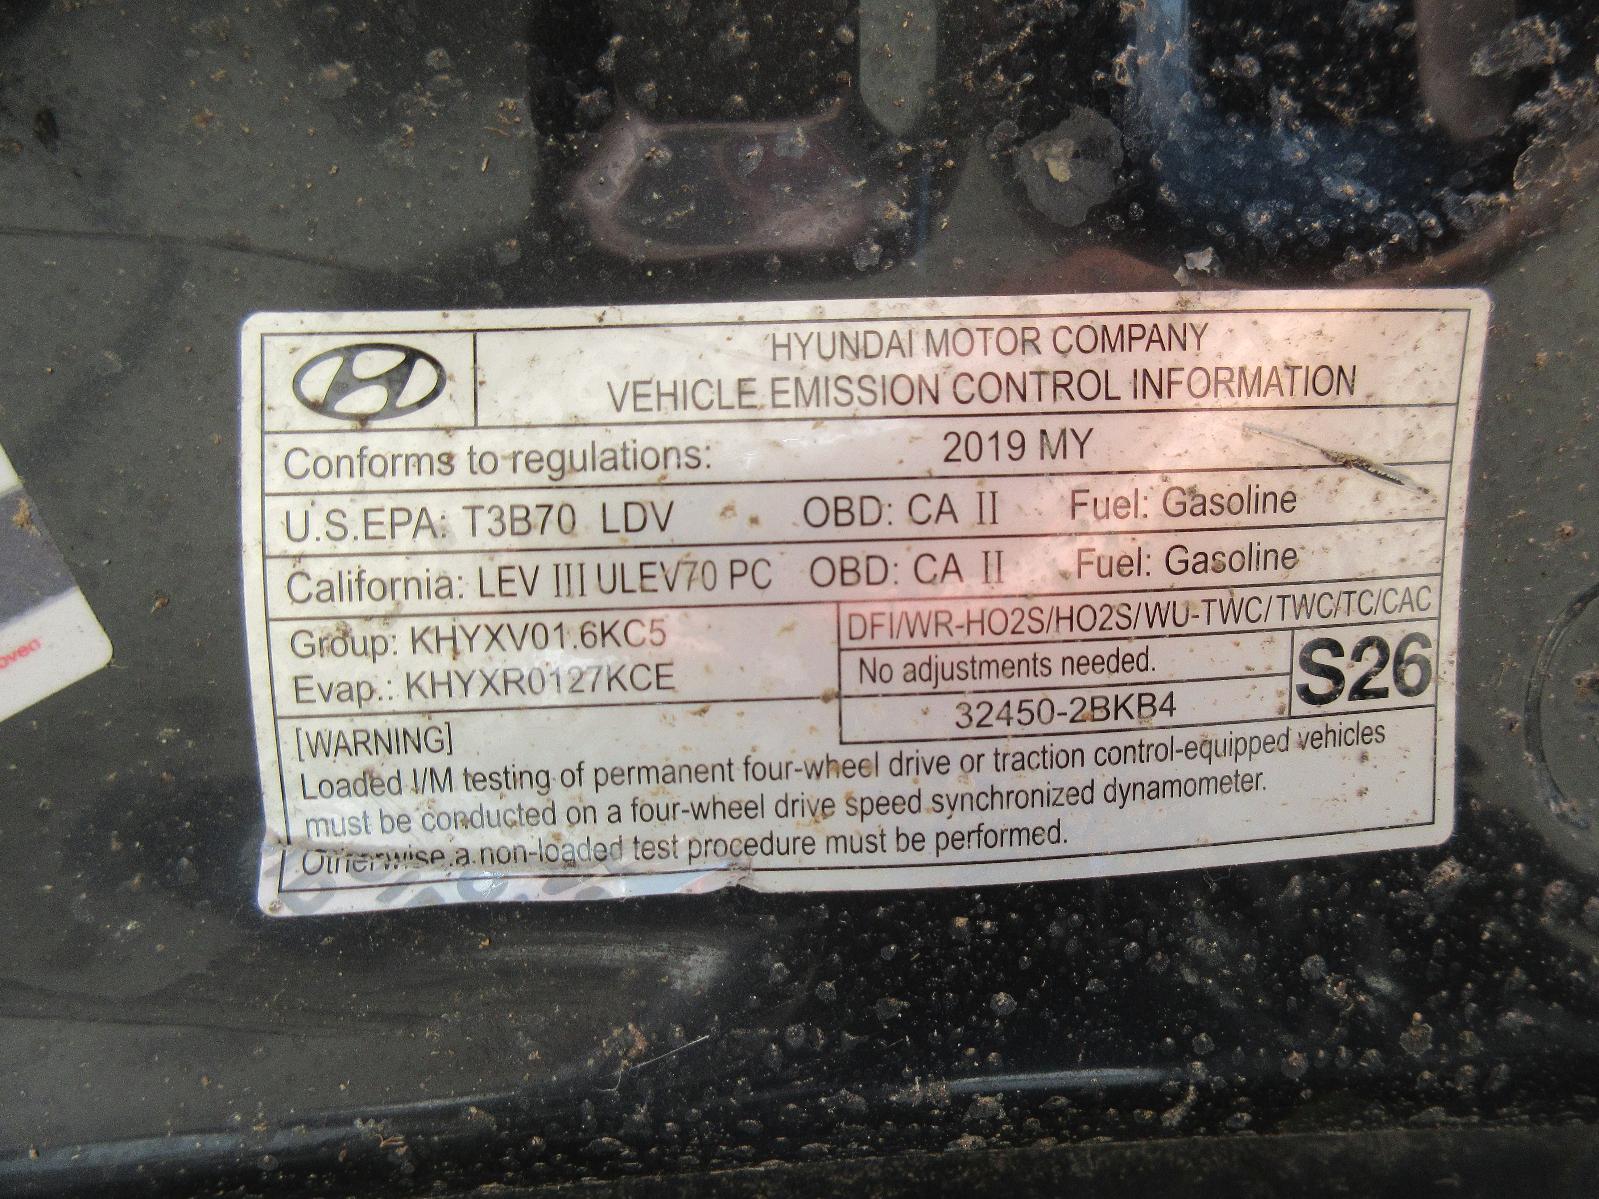 HYUNDAI MOTOR COMPANY
VEHICLE EMISSION CONTROL INFORMATION
Conforms to regulations: 2019 MY
U.S.EPA: T3B70 LDV OBD: CA II Fuel: Gasoline
California: LEV III ULEV70 PC OBD: CA II Fuel: Gasoline
Group: KHYXV01.6KC5
Evap.: KHYXR0127KCE
DFI/WR-HO2S/HO2S/WU-TWC/TWC/TC/CAC
No adjustments needed.
32450-2BKB4
S26
[WARNING]
Loaded I/M testing of permanent four-wheel drive or traction control-equipped vehicles
must be conducted on a four-wheel drive speed synchronized dynamometer.
Otherwise a non-loaded test procedure must be performed.